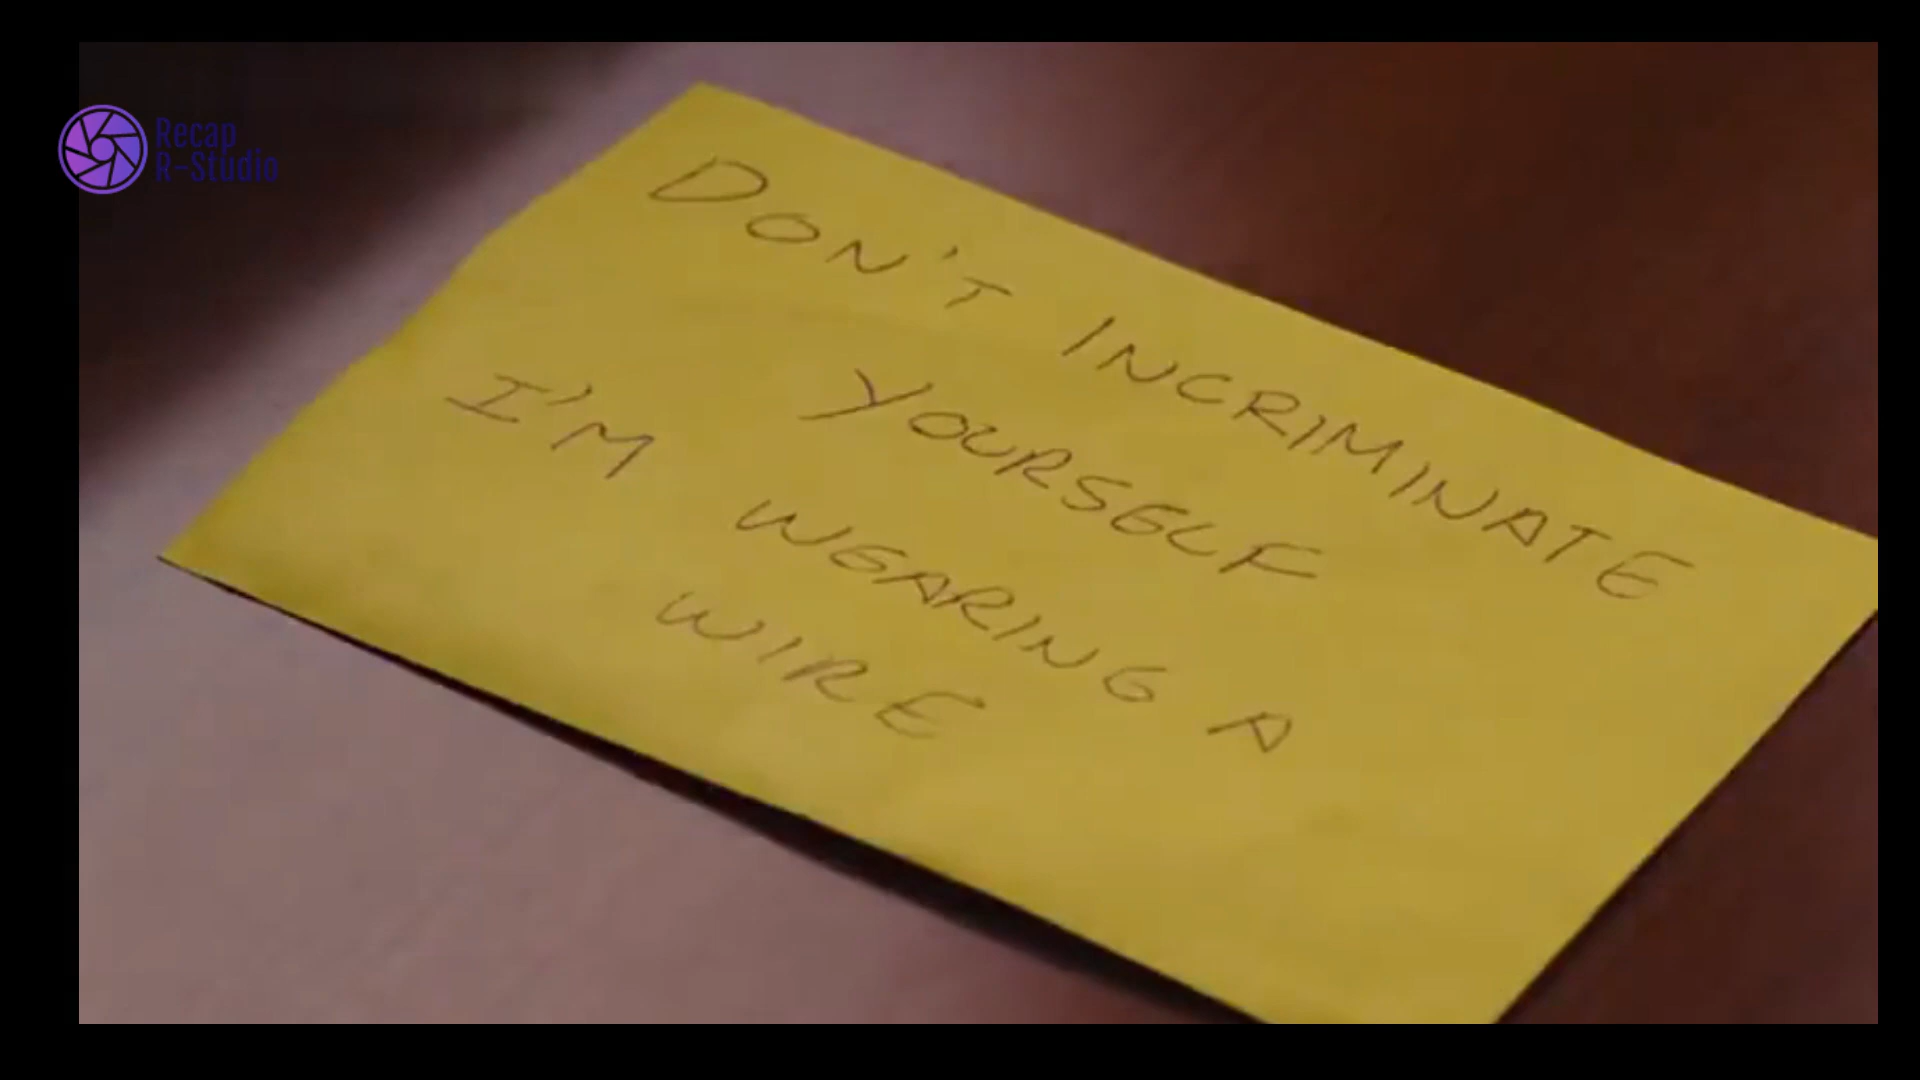 Recap
R-Studio
DON'T INCRIMINATE
YOURSELF
I'M WEARING A
WIRE